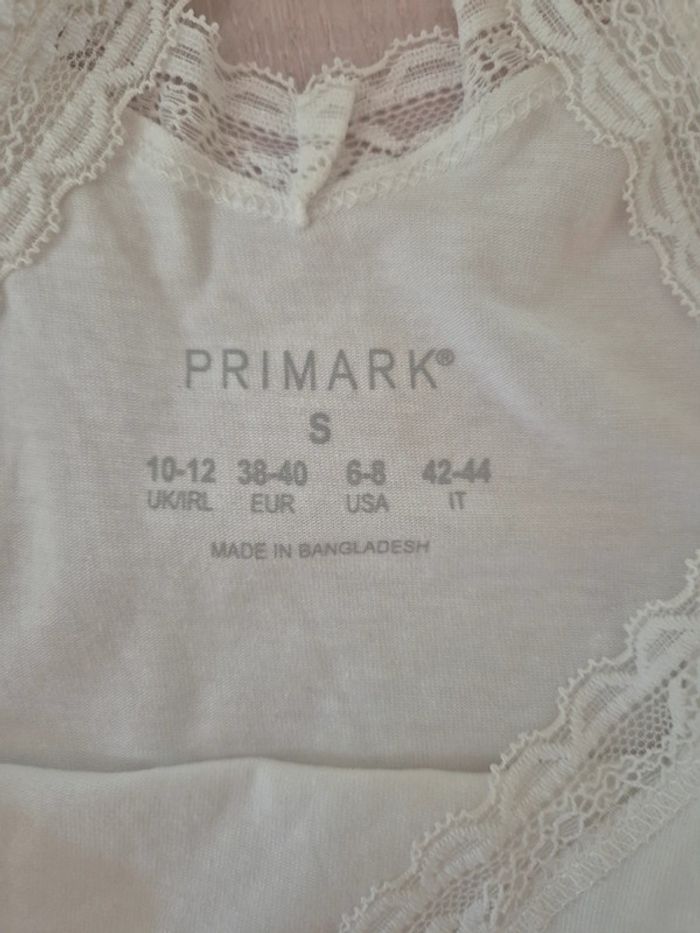 PRIMARK®
S
10-12 38-40 6-8 42-44
UK/IRL EUR USA IT
MADE IN BANGLADESH